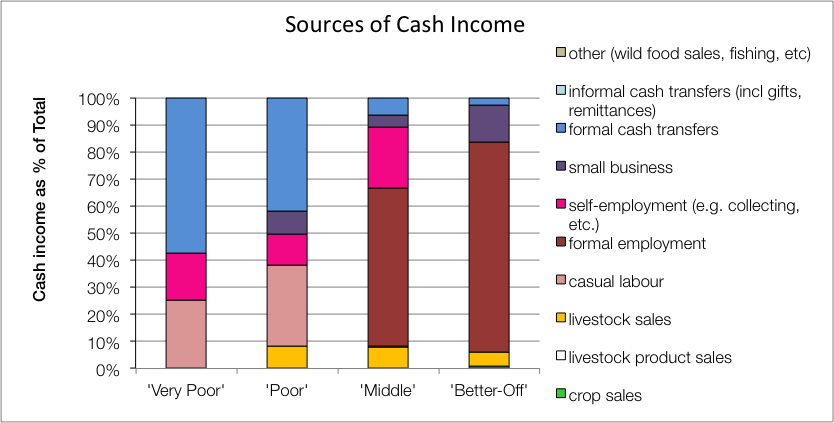 Sources of Cash Income
Cash income as % of Total
100%
90%
80%
70%
60%
50%
40%
30%
20%
10%
0%
'Very Poor'
'Poor'
'Middle'
'Better-Off'
other (wild food sales, fishing, etc)
informal cash transfers (incl gifts,
remittances)
formal cash transfers
small business
self-employment (e.g. collecting,
etc.)
formal employment
casual labour
livestock sales
livestock product sales
crop sales